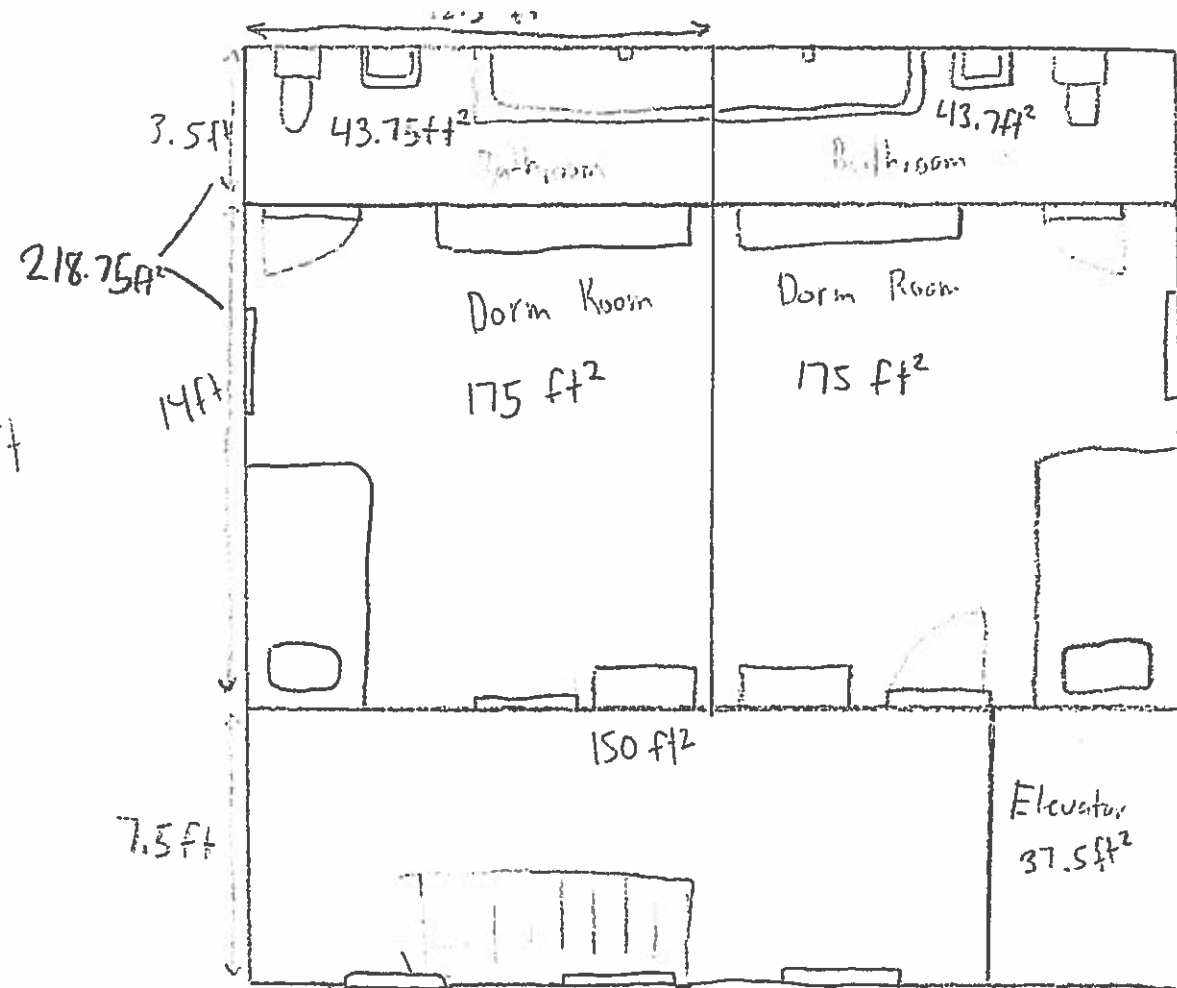 3.5ft
43.75ft²
43.7ft²
Bathroom
Bathroom
218.75ft²
Dorm Room
Dorm Room
14ft
175 ft²
175 ft²
150 ft²
7.5ft
Elevator
37.5ft²